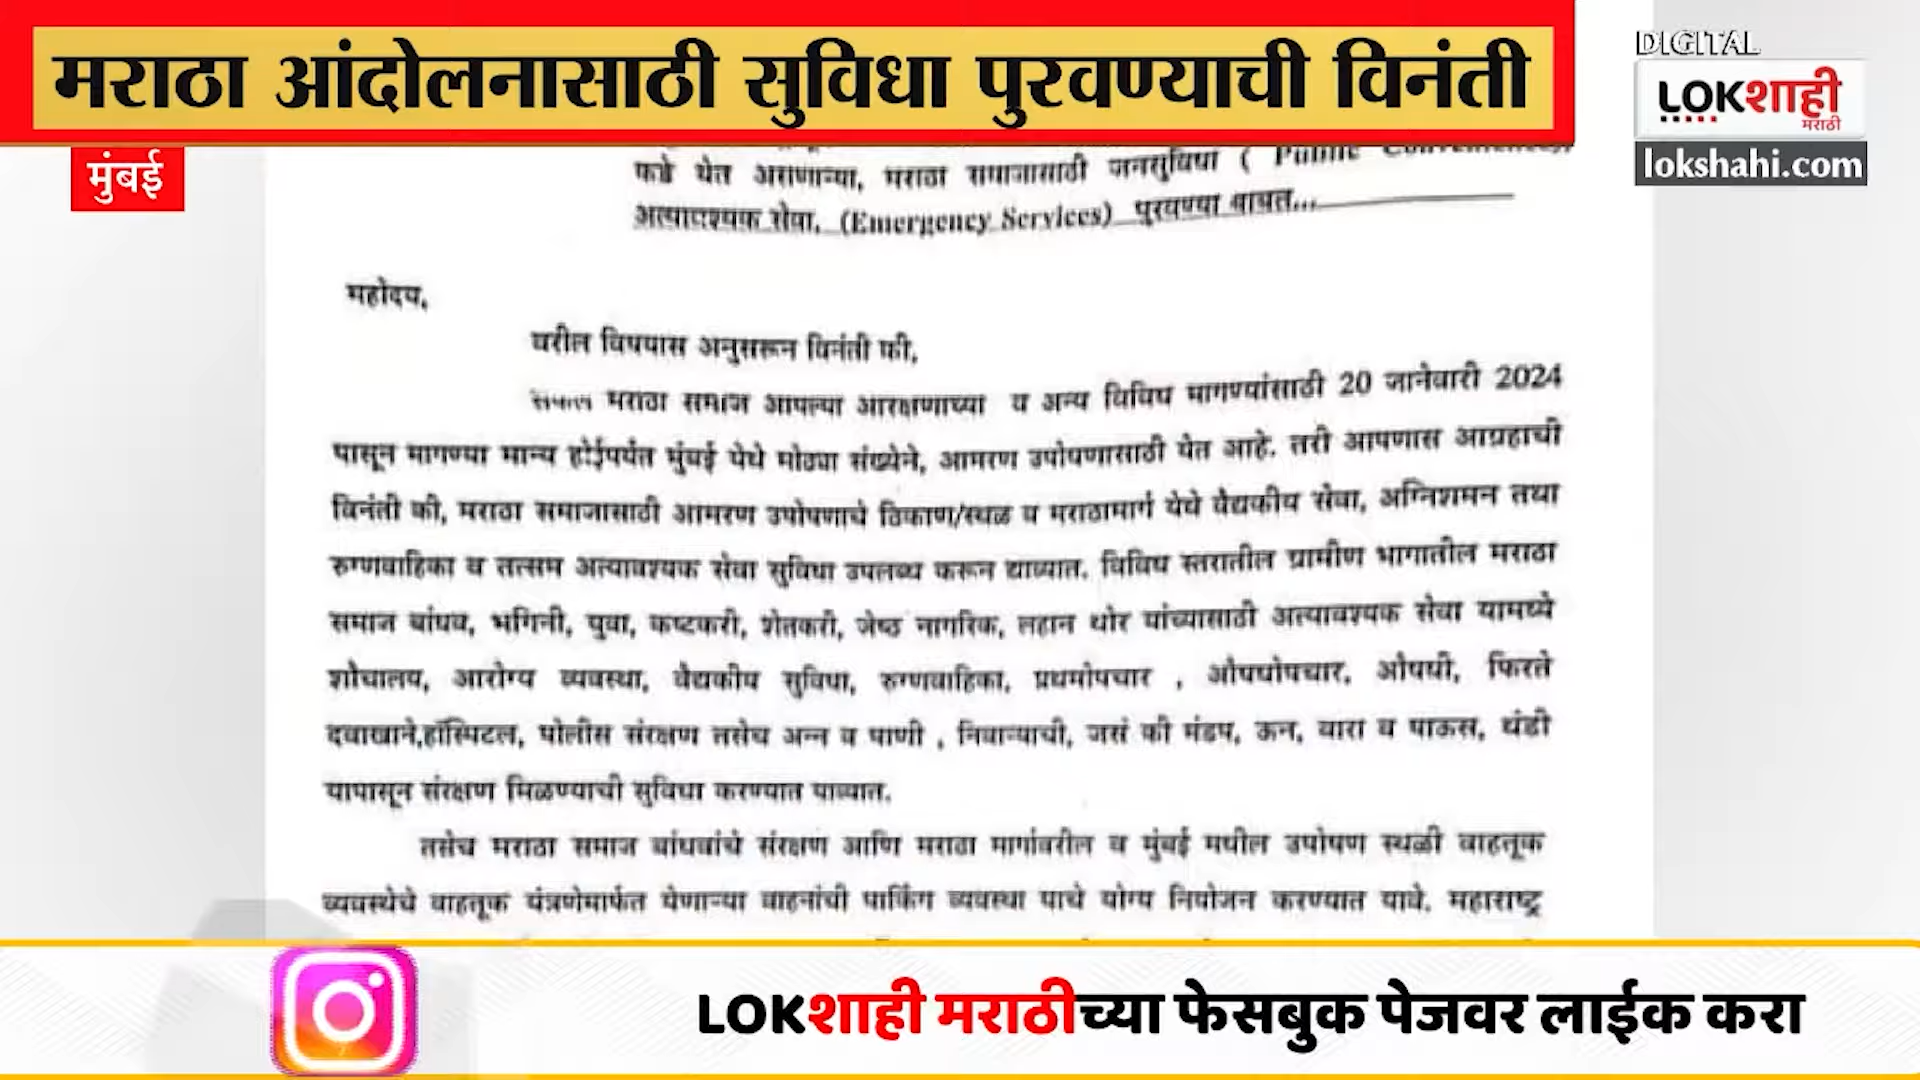 मराठा आंदोलनासाठी सुविधा पुरवण्याची विनंती
DIGITAL
LOKशाही
मराठी
lokshahi.com
मुंबई
कडे येत असणाऱ्या, मराठा समाजासाठी जनसुविधा ( Public
अत्यावश्यक सेवा, (Emergency Services) पुरवण्या बाबत...
महोदय,
वरील विषयास अनुसरून विनंती की,
सकल मराठा समाज आपल्या आरक्षणाच्या व अन्य विविध मागण्यांसाठी 20 जानेवारी 2024
पासून मागण्या मान्य होईपर्यंत मुंबई येथे मोठ्या संख्येने, आमरण उपोषणासाठी येत आहे. तरी आपणास आग्रहाची
विनंती की, मराठा समाजासाठी आमरण उपोषणाचे ठिकाण/स्थळ व मराठामार्ग येथे वैद्यकीय सेवा, अग्निशमन तथा
रुग्णवाहिका व तत्सम अत्यावश्यक सेवा सुविधा उपलब्ध करून द्याव्यात. विविध स्तरातील ग्रामीण भागातील मराठा
समाज बांधव, भगिनी, युवा, कष्टकरी, शेतकरी, जेष्ठ नागरिक, लहान थोर यांच्यासाठी अत्यावश्यक सेवा यामध्ये
शौचालय, आरोग्य व्यवस्था, वैद्यकीय सुविधा, रुग्णवाहिका, प्रथमोपचार , औषधोपचार, औषधी, फिरते
दवाखाने,हॉस्पिटल, पोलीस संरक्षण तसेच अन्न व पाणी , निवाऱ्याची, जसं की मंडप, ऊन, वारा व पाऊस, थंडी
यापासून संरक्षण मिळण्याची सुविधा करण्यात याव्यात.
तसेच मराठा समाज बांधवांचे संरक्षण आणि मराठा मार्गावरील व मुंबई मधील उपोषण स्थळी वाहतूक
व्यवस्थेचे वाहतूक यंत्रणेमार्फत येणाऱ्या वाहनांची पार्किंग व्यवस्था याचे योग्य नियोजन करण्यात यावे. महाराष्ट्र
LOKशाही मराठीच्या फेसबुक पेजवर लाईक करा